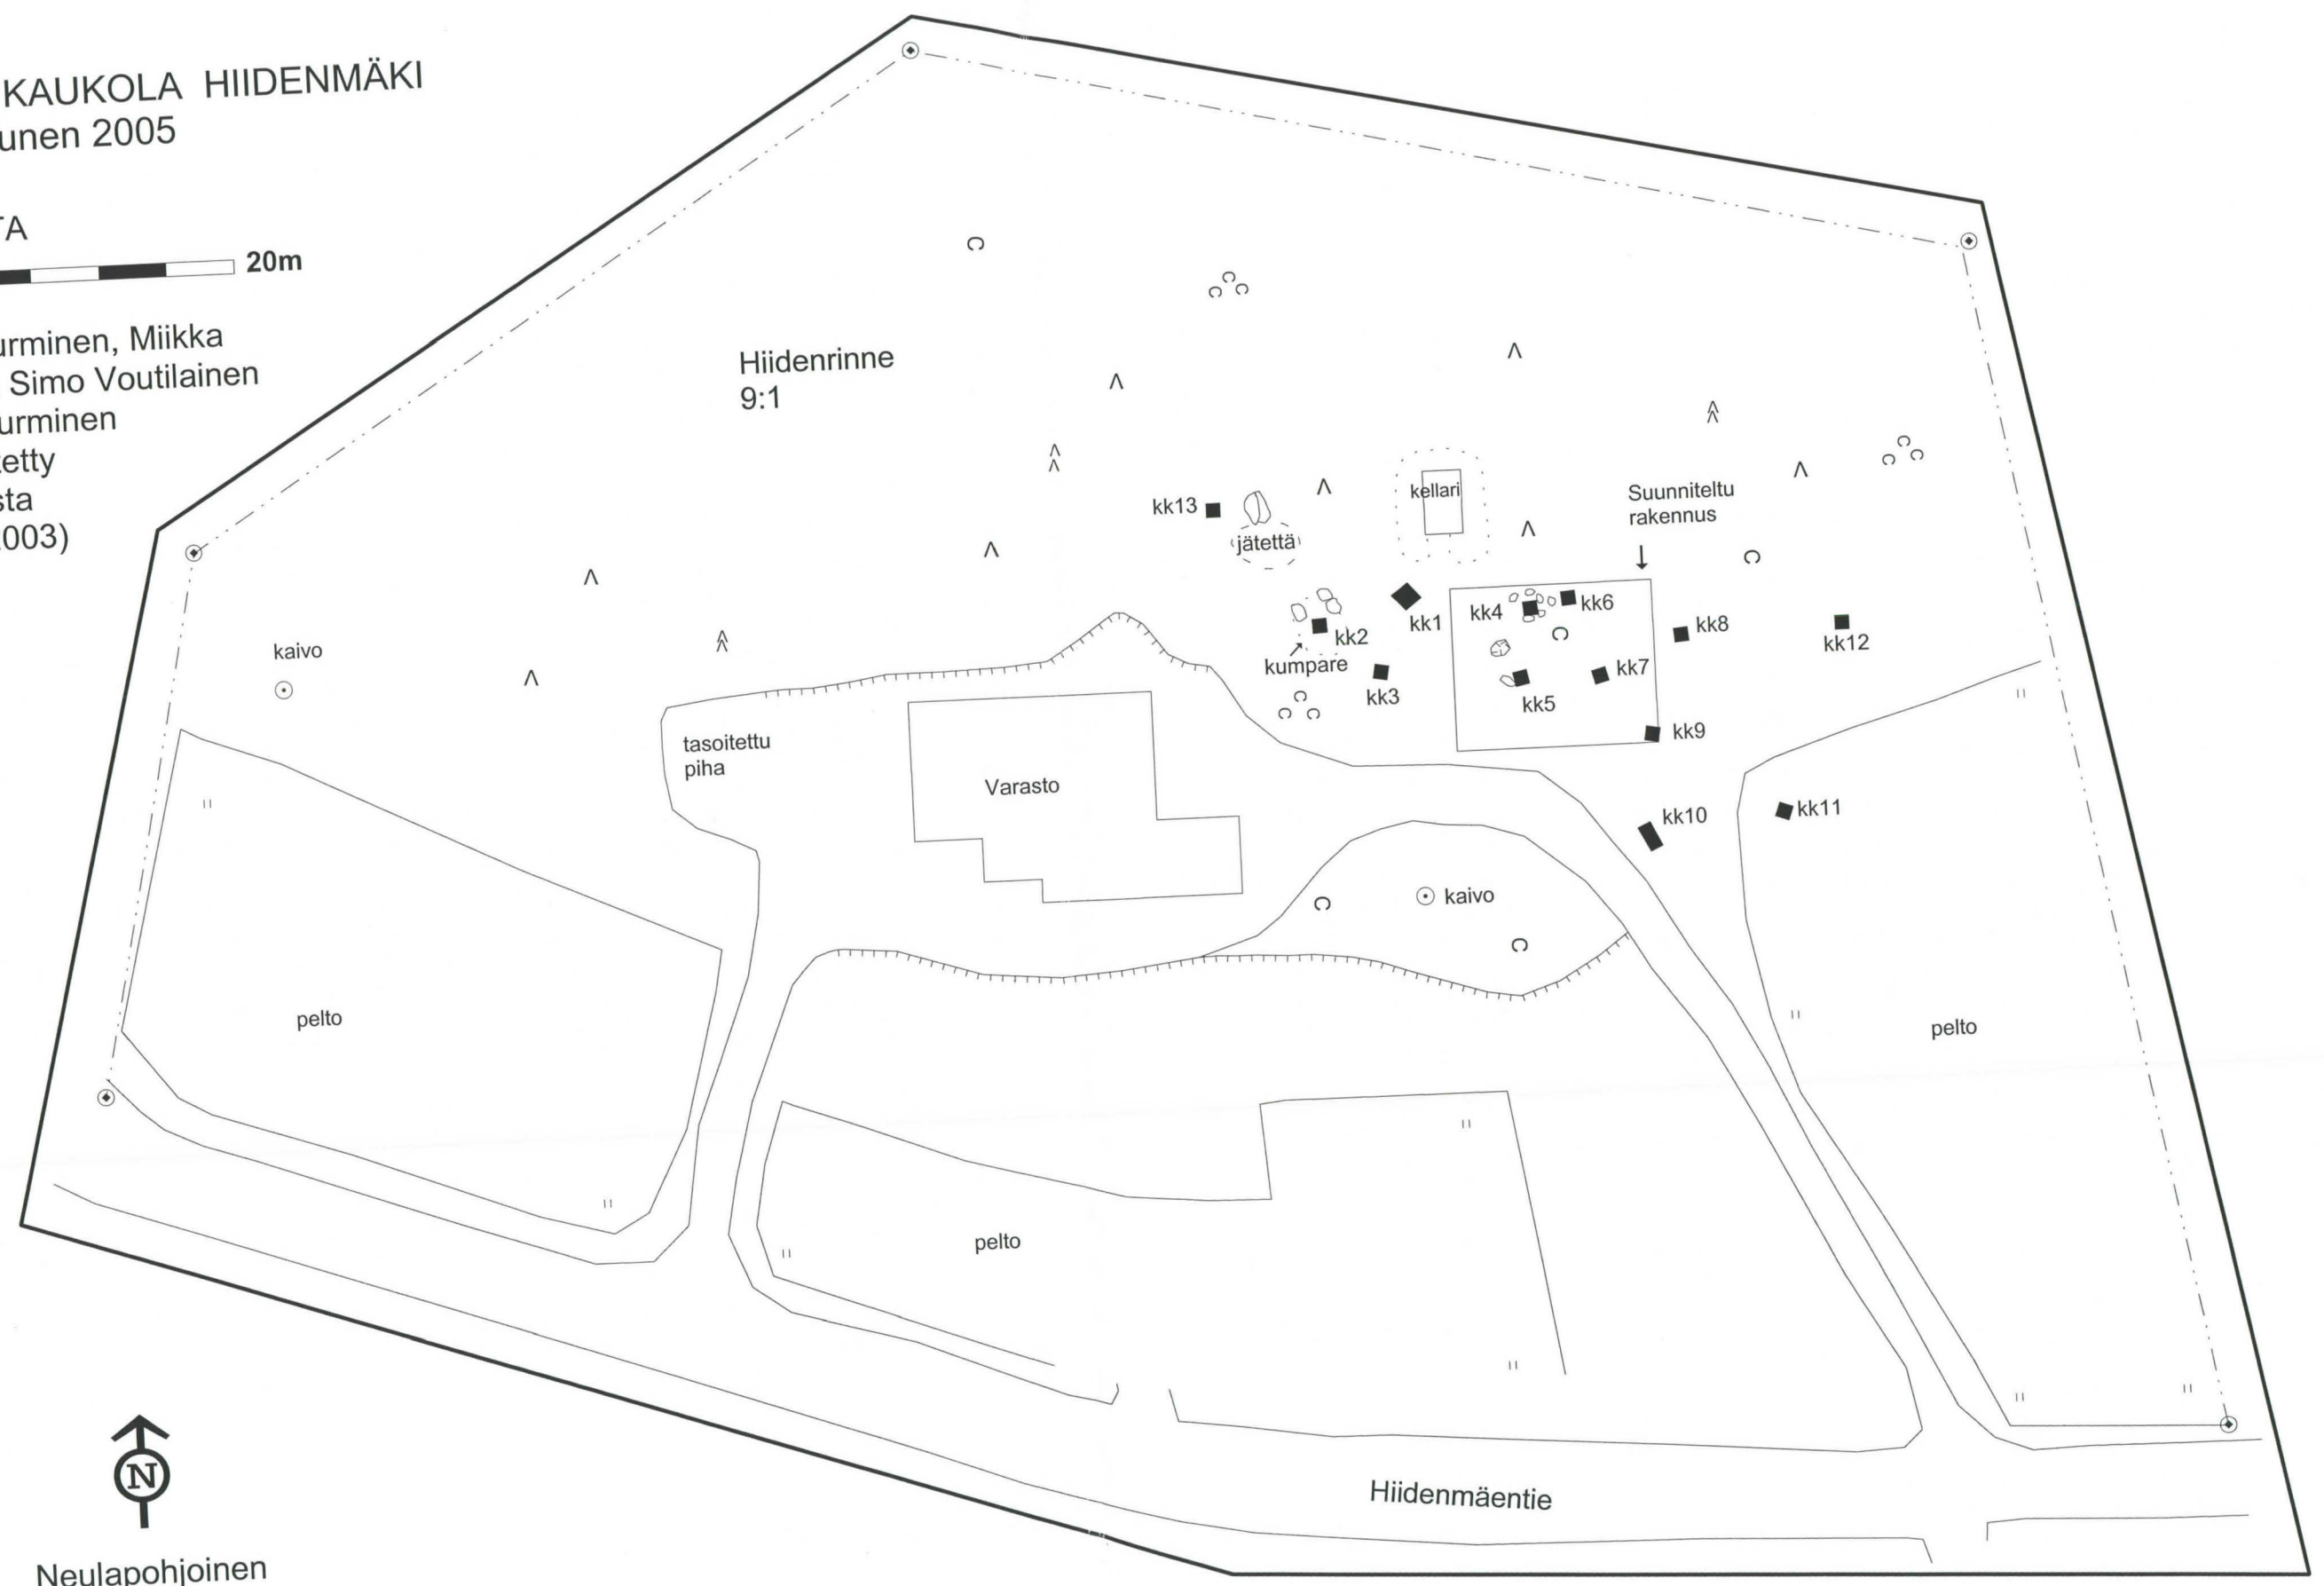 KAUKOLA HIIDENMÄKI
unen 2005
TA
20m
urminen, Miikka
Simo Voutilainen
urminen
etty
sta
2003)
Hiidenrinne
9:1
kellari
Suunniteltu
rakennus
kk13
jätettä
kk4
kk6
kk1
kk2
kk8
kk12
kumpare
kk3
kk7
kk5
kk9
kaivo
tasoitettu
piha
Varasto
kk10
kk11
kaivo
pelto
pelto
pelto
Hiidenmäentie
N
Neulapohjoinen